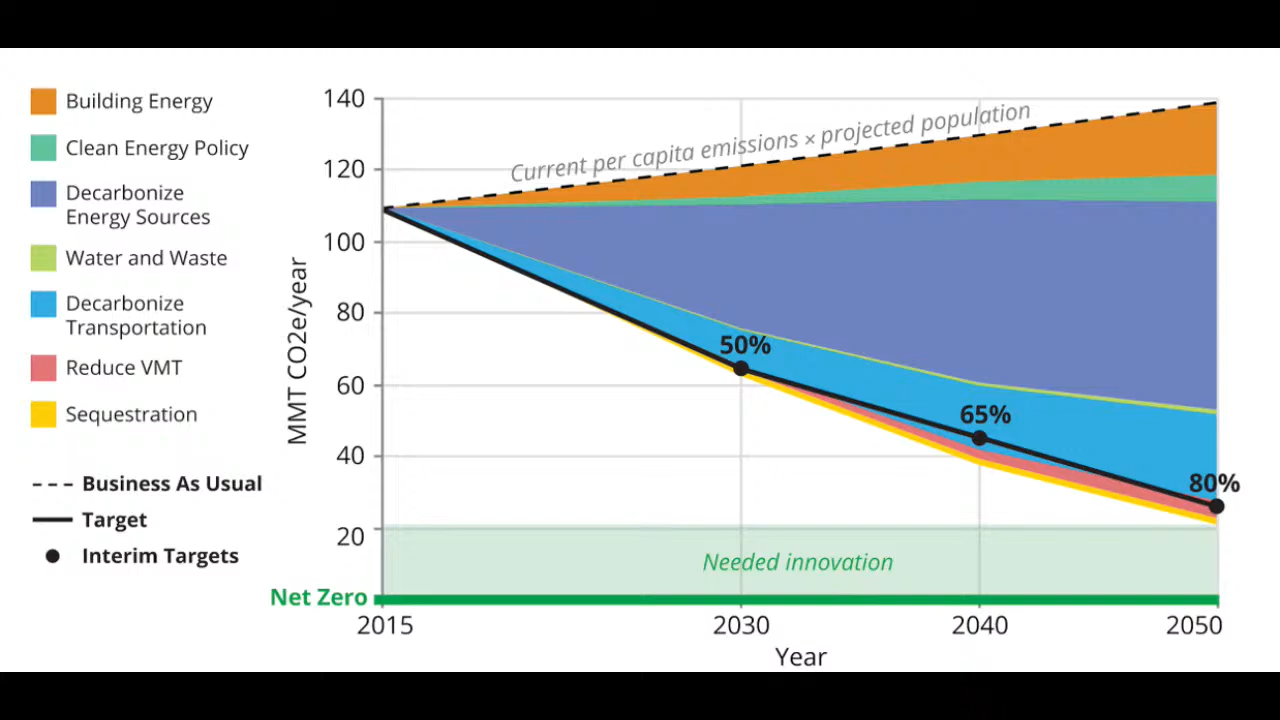 Building Energy
Clean Energy Policy
Decarbonize
Energy Sources
Water and Waste
Decarbonize
Transportation
Reduce VMT
Sequestration
Business As Usual
Target
Interim Targets
MMT CO2e/year
140
120
100
80
60
40
20
Net Zero
Current per capita emissions × projected population
50%
65%
80%
Needed innovation
2015
2030
2040
2050
Year